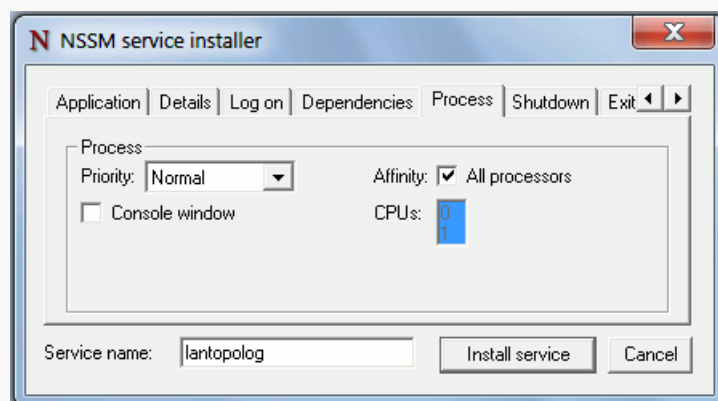 N NSSM service installer
X
Application Details Log on Dependencies Process Shutdown Exit
Process
Priority: Normal Affinity: All processors
Console window CPUs: 0
1
Service name: lantopolog Install service Cancel